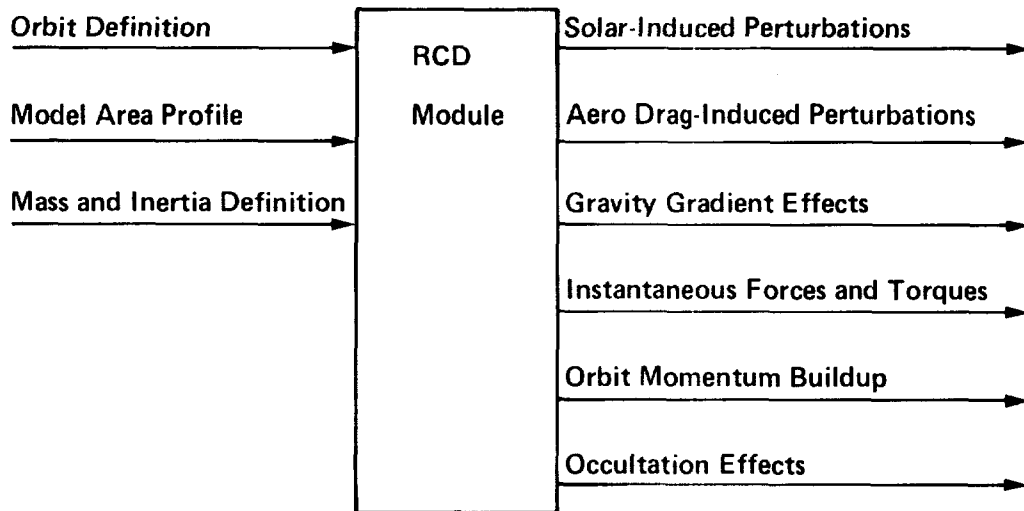 Orbit Definition
Model Area Profile
Mass and Inertia Definition
RCD
Module
Solar-Induced Perturbations
Aero Drag-Induced Perturbations
Gravity Gradient Effects
Instantaneous Forces and Torques
Orbit Momentum Buildup
Occultation Effects